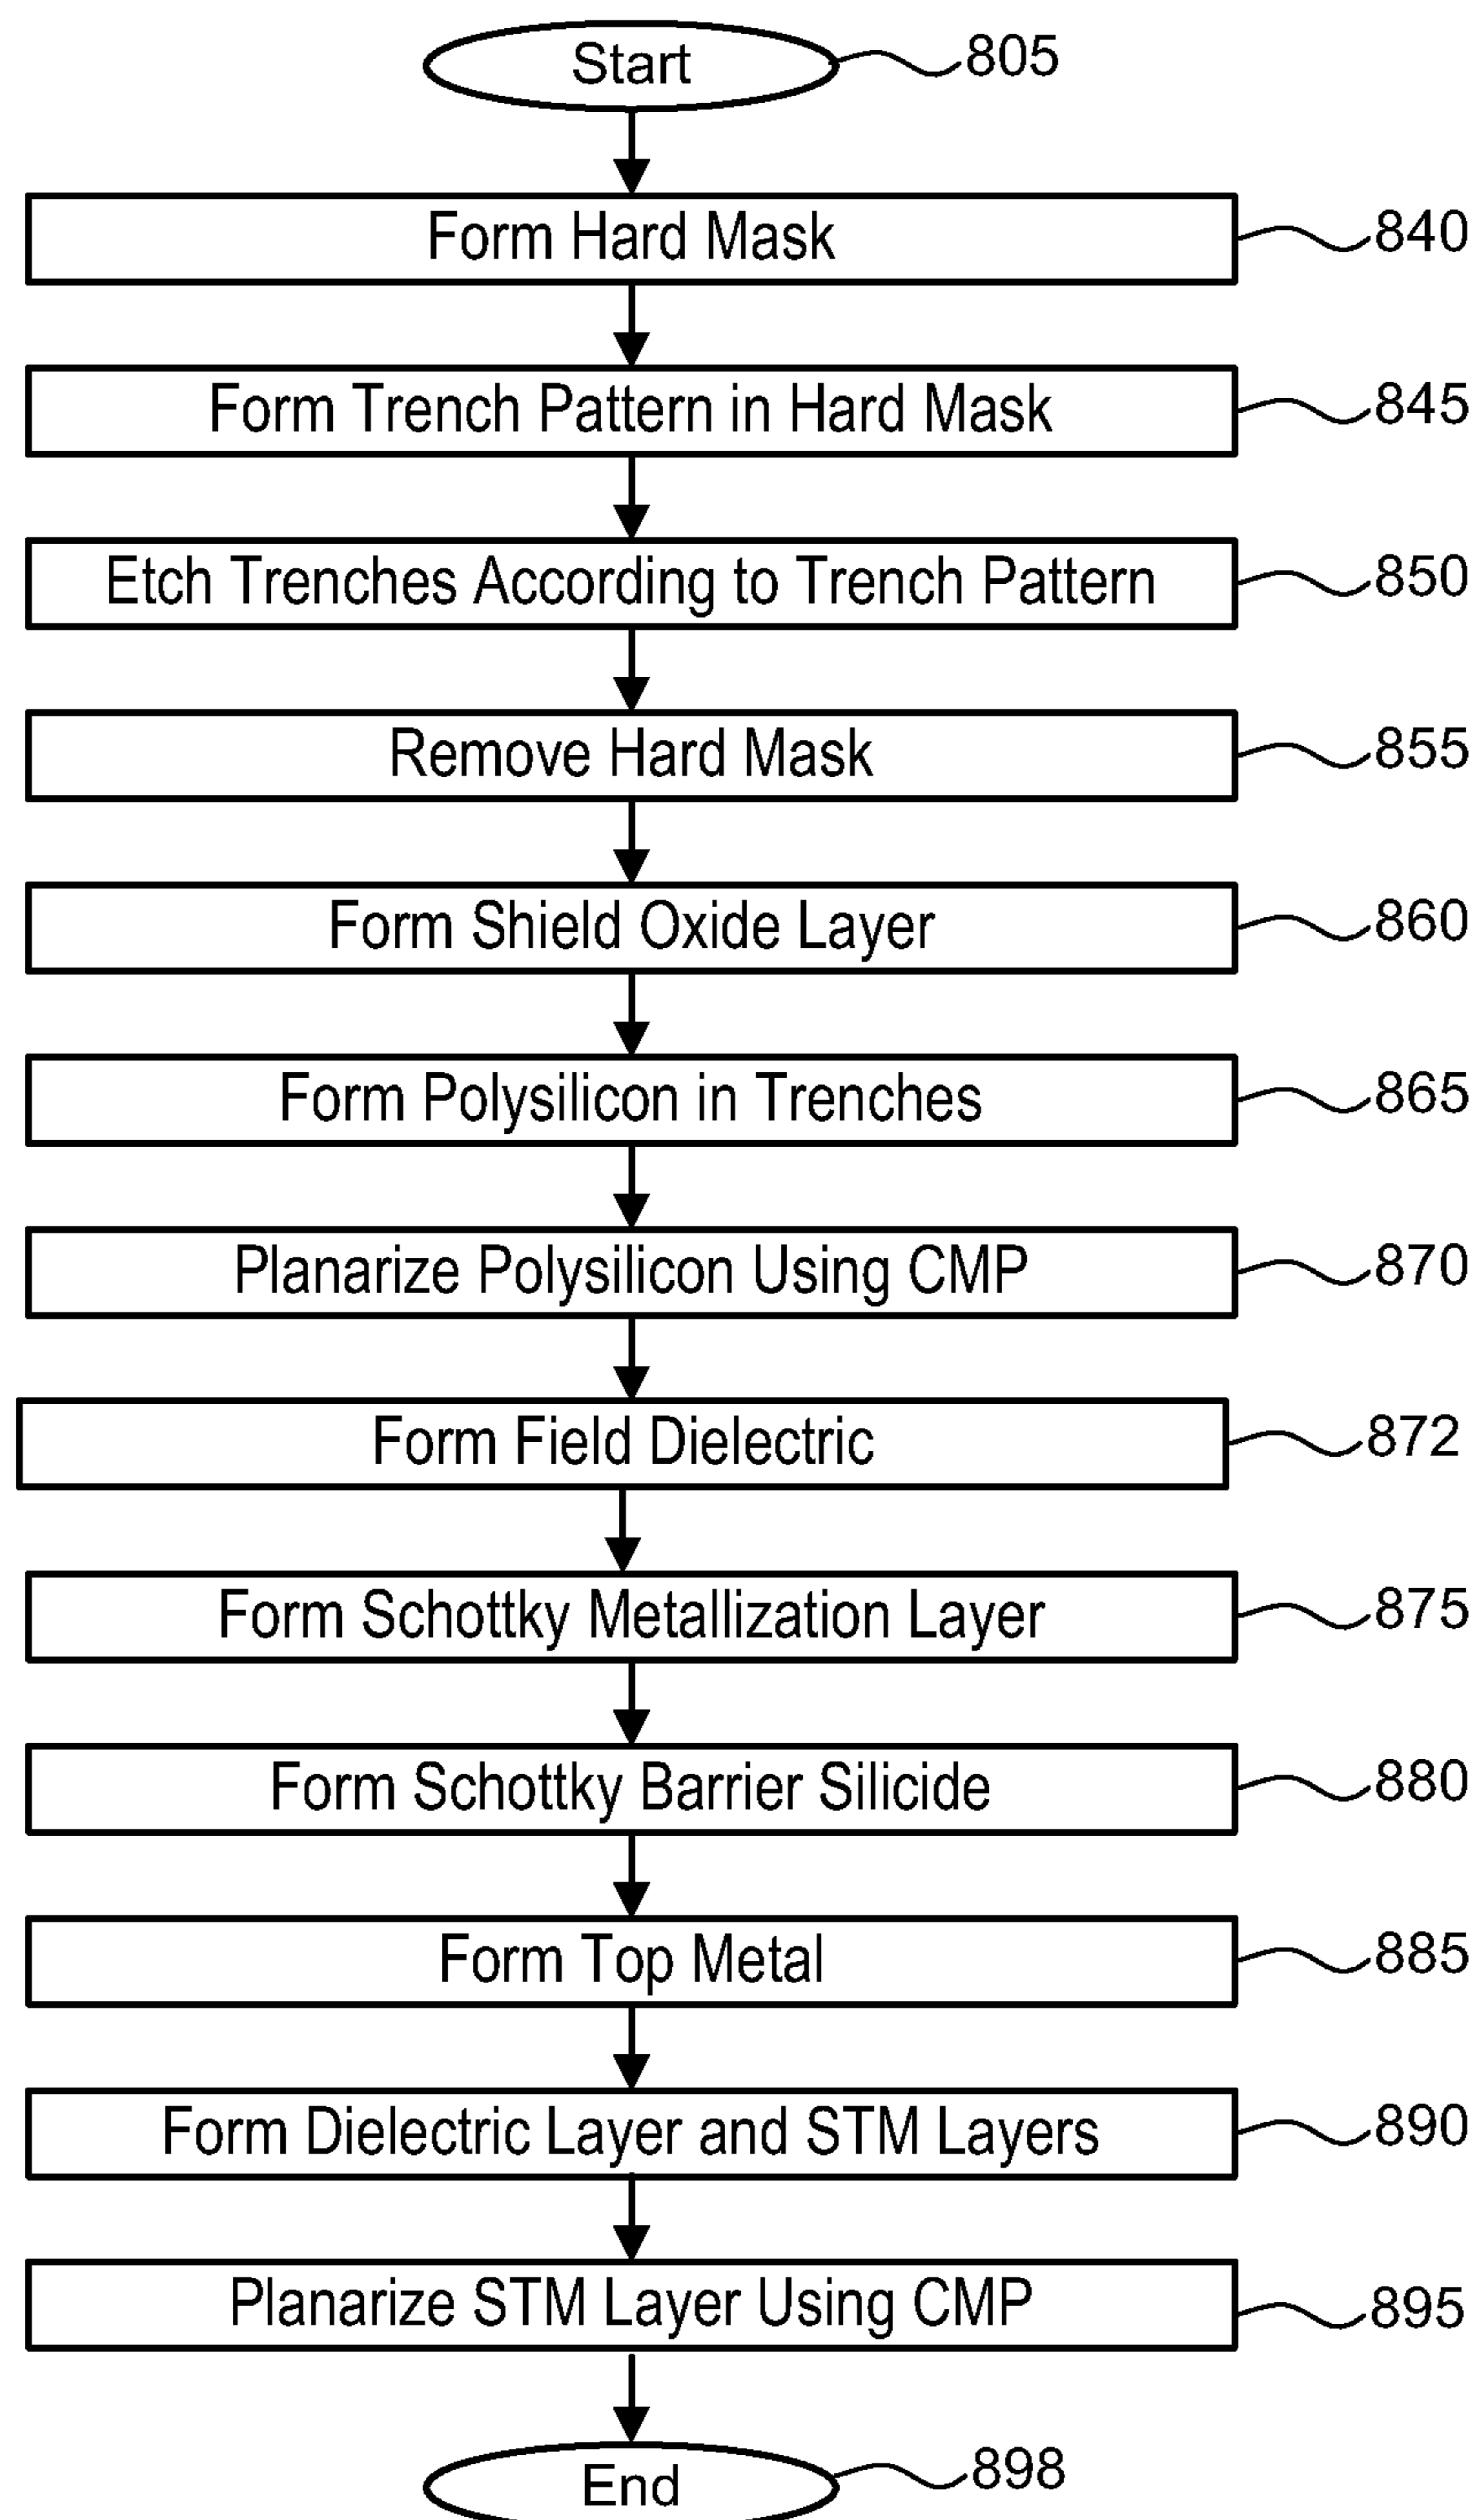 Start 805
Form Hard Mask 840
Form Trench Pattern in Hard Mask 845
Etch Trenches According to Trench Pattern 850
Remove Hard Mask 855
Form Shield Oxide Layer 860
Form Polysilicon in Trenches 865
Planarize Polysilicon Using CMP 870
Form Field Dielectric 872
Form Schottky Metallization Layer 875
Form Schottky Barrier Silicide 880
Form Top Metal 885
Form Dielectric Layer and STM Layers 890
Planarize STM Layer Using CMP 895
End 898